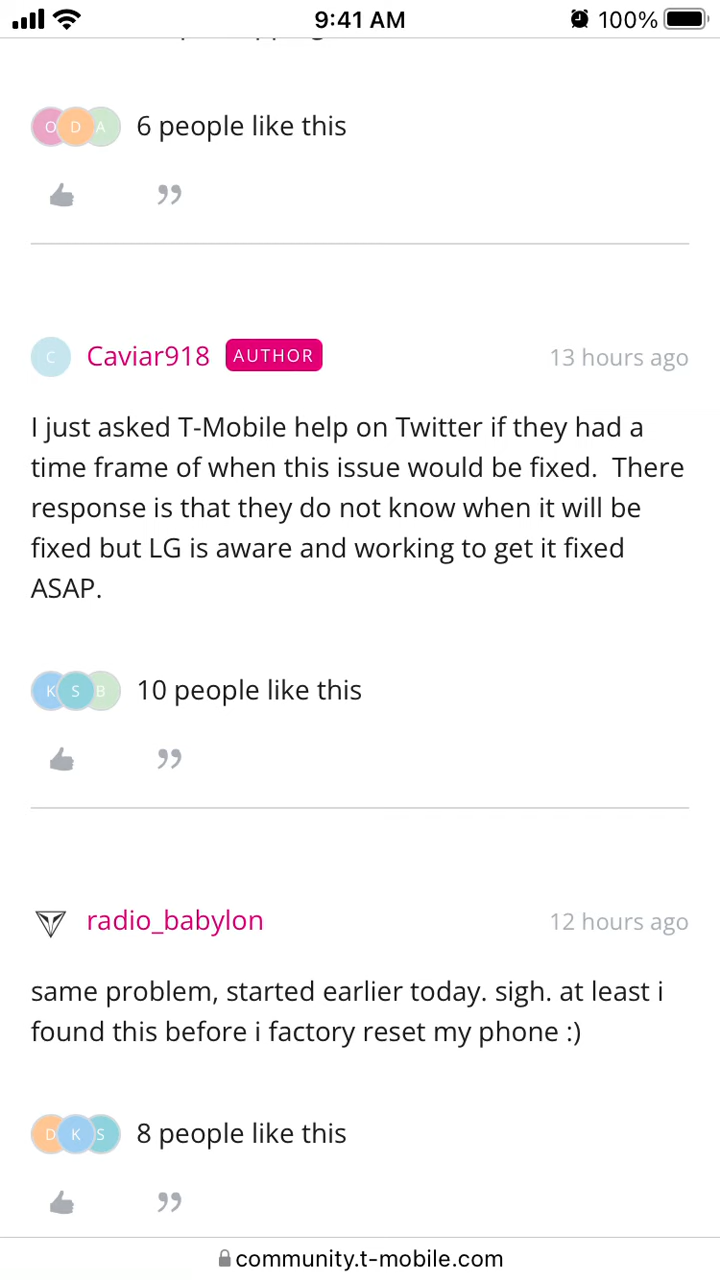 9:41 AM
100%
O D A 6 people like this
”
C Caviar918 AUTHOR 13 hours ago
I just asked T-Mobile help on Twitter if they had a
time frame of when this issue would be fixed.  There
response is that they do not know when it will be
fixed but LG is aware and working to get it fixed
ASAP.
K S B 10 people like this
”
radio_babylon 12 hours ago
same problem, started earlier today. sigh. at least i
found this before i factory reset my phone :)
D K S 8 people like this
”
community.t-mobile.com